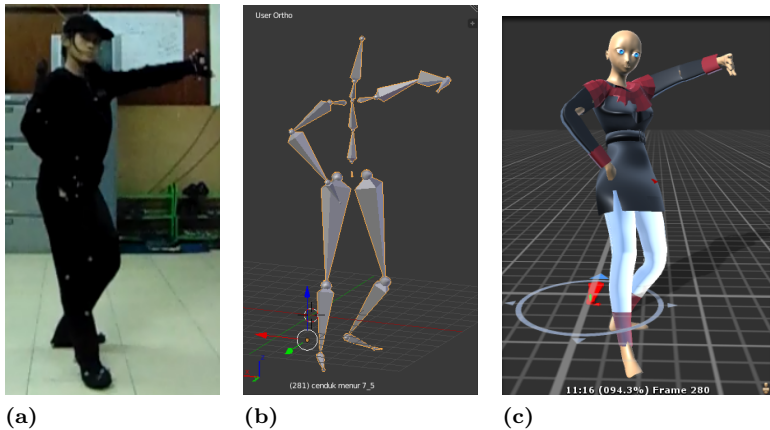 User Ortho
(281) cenduk menur 7_5
11:16 (094.3%) Frame 280
(a)
(b)
(c)